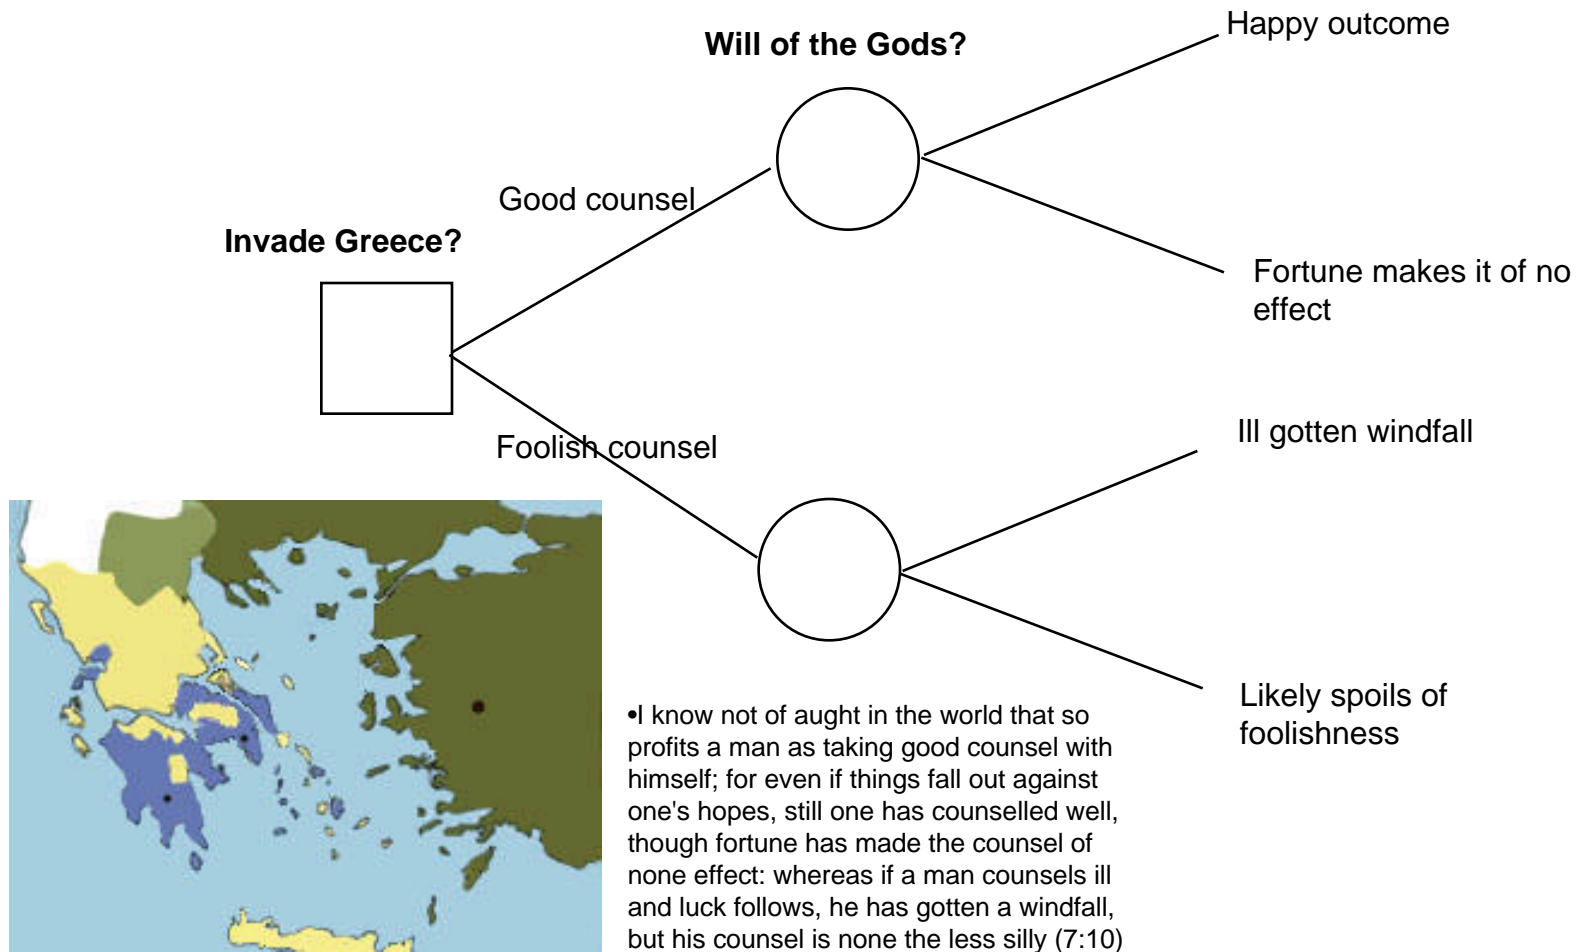 Happy outcome
Will of the Gods?
Good counsel
Invade Greece?
Fortune makes it of no
effect
Ill gotten windfall
Foolish counsel
Likely spoils of
foolishness
•I know not of aught in the world that so
profits a man as taking good counsel with
himself; for even if things fall out against
one's hopes, still one has counselled well,
though fortune has made the counsel of
none effect: whereas if a man counsels ill
and luck follows, he has gotten a windfall,
but his counsel is none the less silly (7:10)